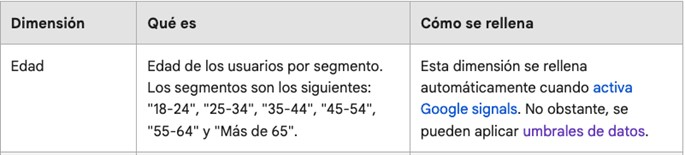 Dimensión
Qué es
Cómo se rellena
Edad
Edad de los usuarios por segmento.
Los segmentos son los siguientes:
"18-24", "25-34", "35-44", "45-54",
"55-64" y "Más de 65".
Esta dimensión se rellena
automáticamente cuando activa
Google signals. No obstante, se
pueden aplicar umbrales de datos.